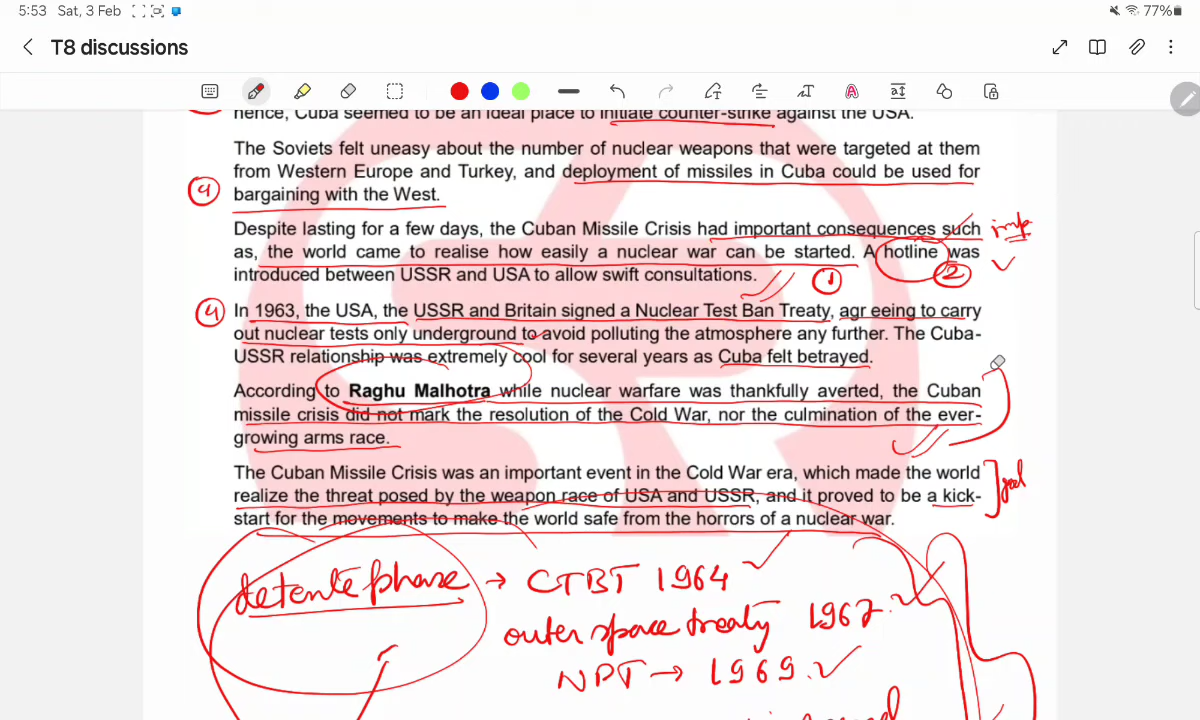 5:53 Sat, 3 Feb 77%
T8 discussions
hence, Cuba seemed to be an ideal place to initiate counter-strike against the USA.
The Soviets felt uneasy about the number of nuclear weapons that were targeted at them
from Western Europe and Turkey, and deployment of missiles in Cuba could be used for
4 bargaining with the West.
Despite lasting for a few days, the Cuban Missile Crisis had important consequences such imp
as, the world came to realise how easily a nuclear war can be started. A hotline was
introduced between USSR and USA to allow swift consultations. 1 2
4 In 1963, the USA, the USSR and Britain signed a Nuclear Test Ban Treaty, agr eeing to carry
out nuclear tests only underground to avoid polluting the atmosphere any further. The Cuba-
USSR relationship was extremely cool for several years as Cuba felt betrayed.
According to Raghu Malhotra while nuclear warfare was thankfully averted, the Cuban
missile crisis did not mark the resolution of the Cold War, nor the culmination of the ever-
growing arms race.
The Cuban Missile Crisis was an important event in the Cold War era, which made the world
realize the threat posed by the weapon race of USA and USSR, and it proved to be a kick-
start for the movements to make the world safe from the horrors of a nuclear war.
detente phase → CTBT 1964
outer space treaty 1967
NPT → 1969